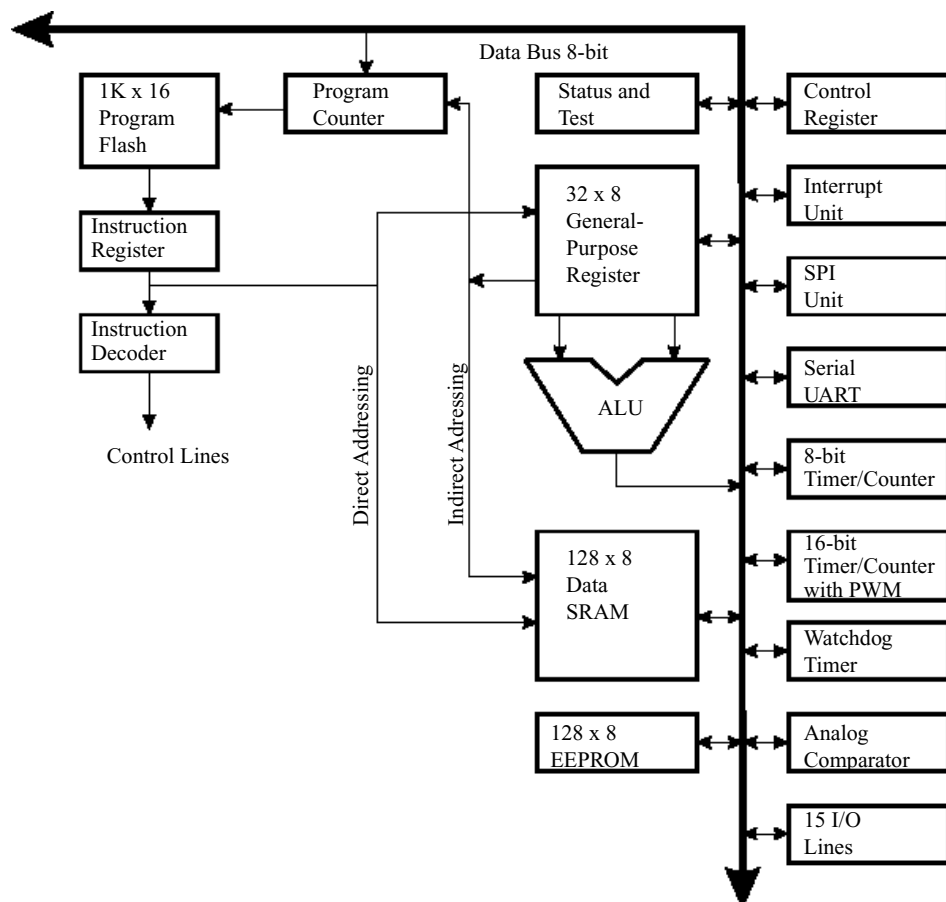 Data Bus 8-bit
1K x 16
Program
Flash
Program
Counter
Status and
Test
Control
Register
Instruction
Register
32 x 8
General-
Purpose
Register
Interrupt
Unit
SPI
Unit
Instruction
Decoder
Control Lines
Direct Addressing
Indirect Adressing
ALU
Serial
UART
8-bit
Timer/Counter
128 x 8
Data
SRAM
16-bit
Timer/Counter
with PWM
Watchdog
Timer
128 x 8
EEPROM
Analog
Comparator
15 I/O
Lines